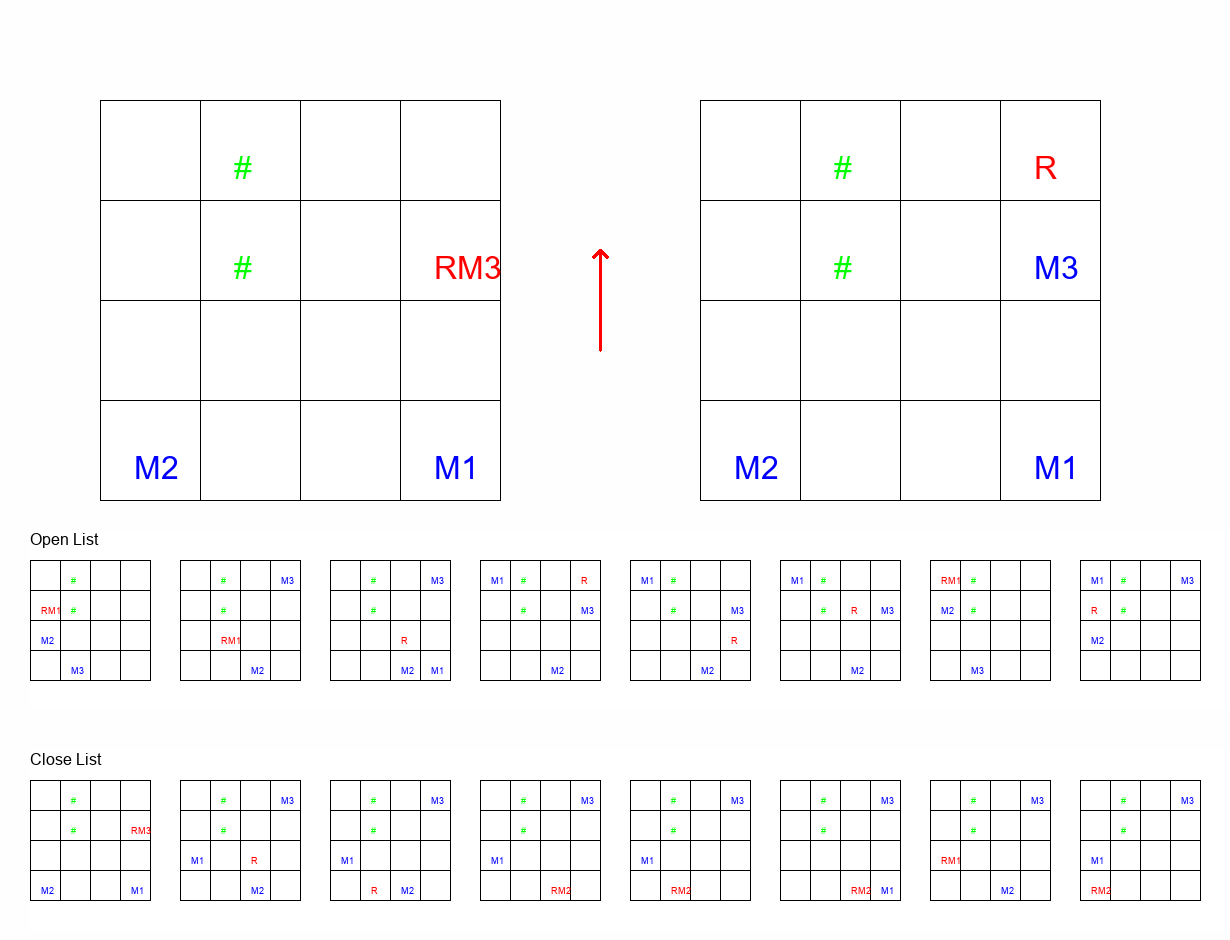 # # R
# RM3 # M3
M2 M1 M2 M1
Open List
# # M3 # M3 M1 # R M1 # M1 # RM1 # M1 # M3
RM1 # # # # M3 # M3 # R M3 M2 # R #
M2 RM1 R R M2
M3 M2 M2 M1 M2 M2 M2 M3
Close List
# # M3 # M3 # M3 # M3 # M3 # M3 # M3
# RM3 # # # # # # #
M1 R M1 M1 M1 RM1 M1
M2 M1 M2 R M2 RM2 RM2 RM2 M1 M2 RM2